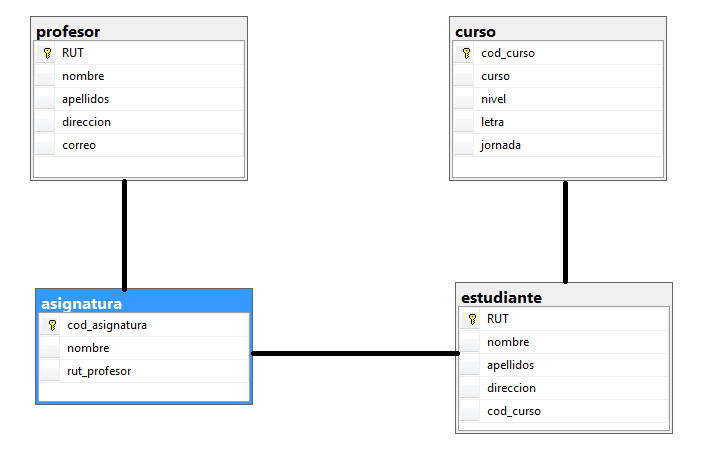 profesor
RUT
nombre
apellidos
direccion
correo
curso
cod_curso
curso
nivel
letra
jornada
asignatura
cod_asignatura
nombre
rut_profesor
estudiante
RUT
nombre
apellidos
direccion
cod_curso